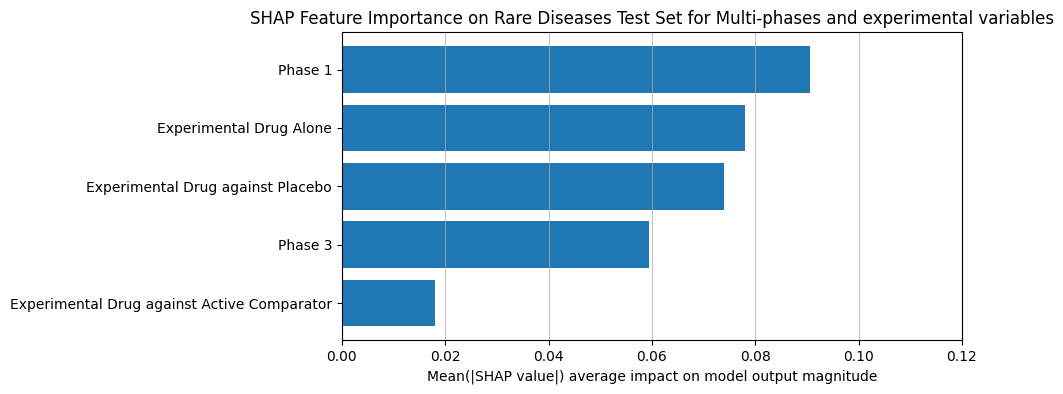 SHAP Feature Importance on Rare Diseases Test Set for Multi-phases and experimental variables
Phase 1
Experimental Drug Alone
Experimental Drug against Placebo
Phase 3
Experimental Drug against Active Comparator
0.00 0.02 0.04 0.06 0.08 0.10 0.12
Mean(|SHAP value|) average impact on model output magnitude